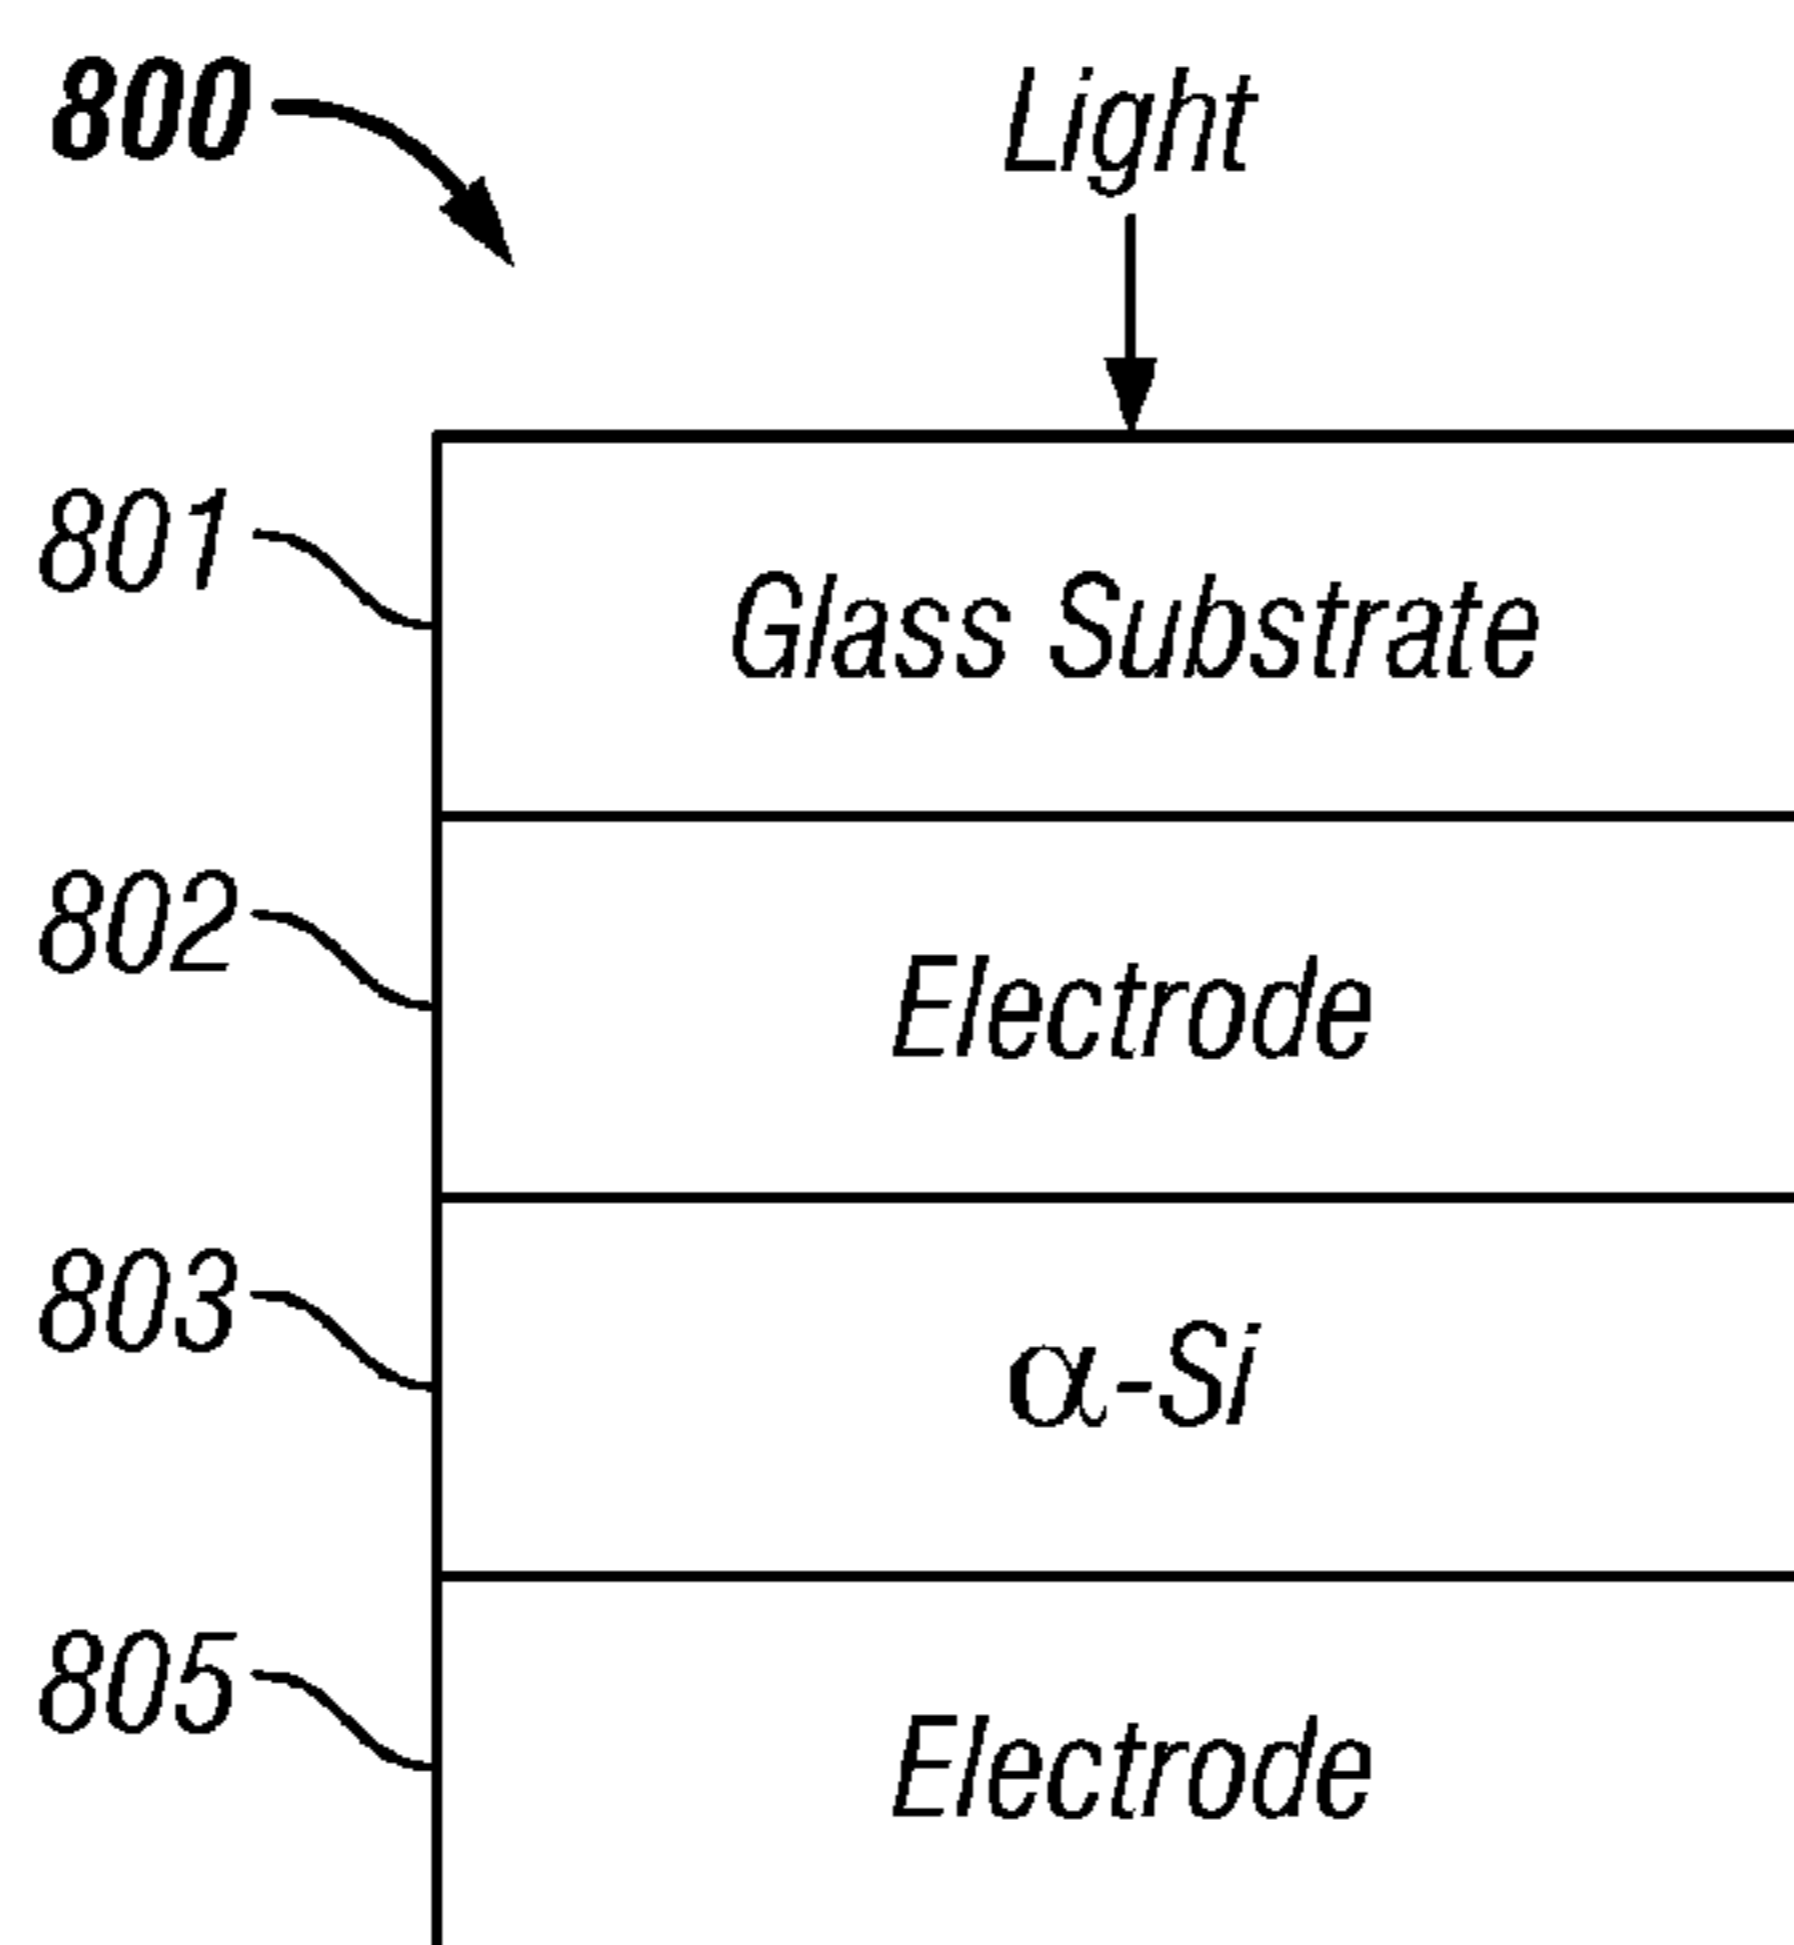 800
Light
801
Glass Substrate
802
Electrode
803
α-Si
805
Electrode